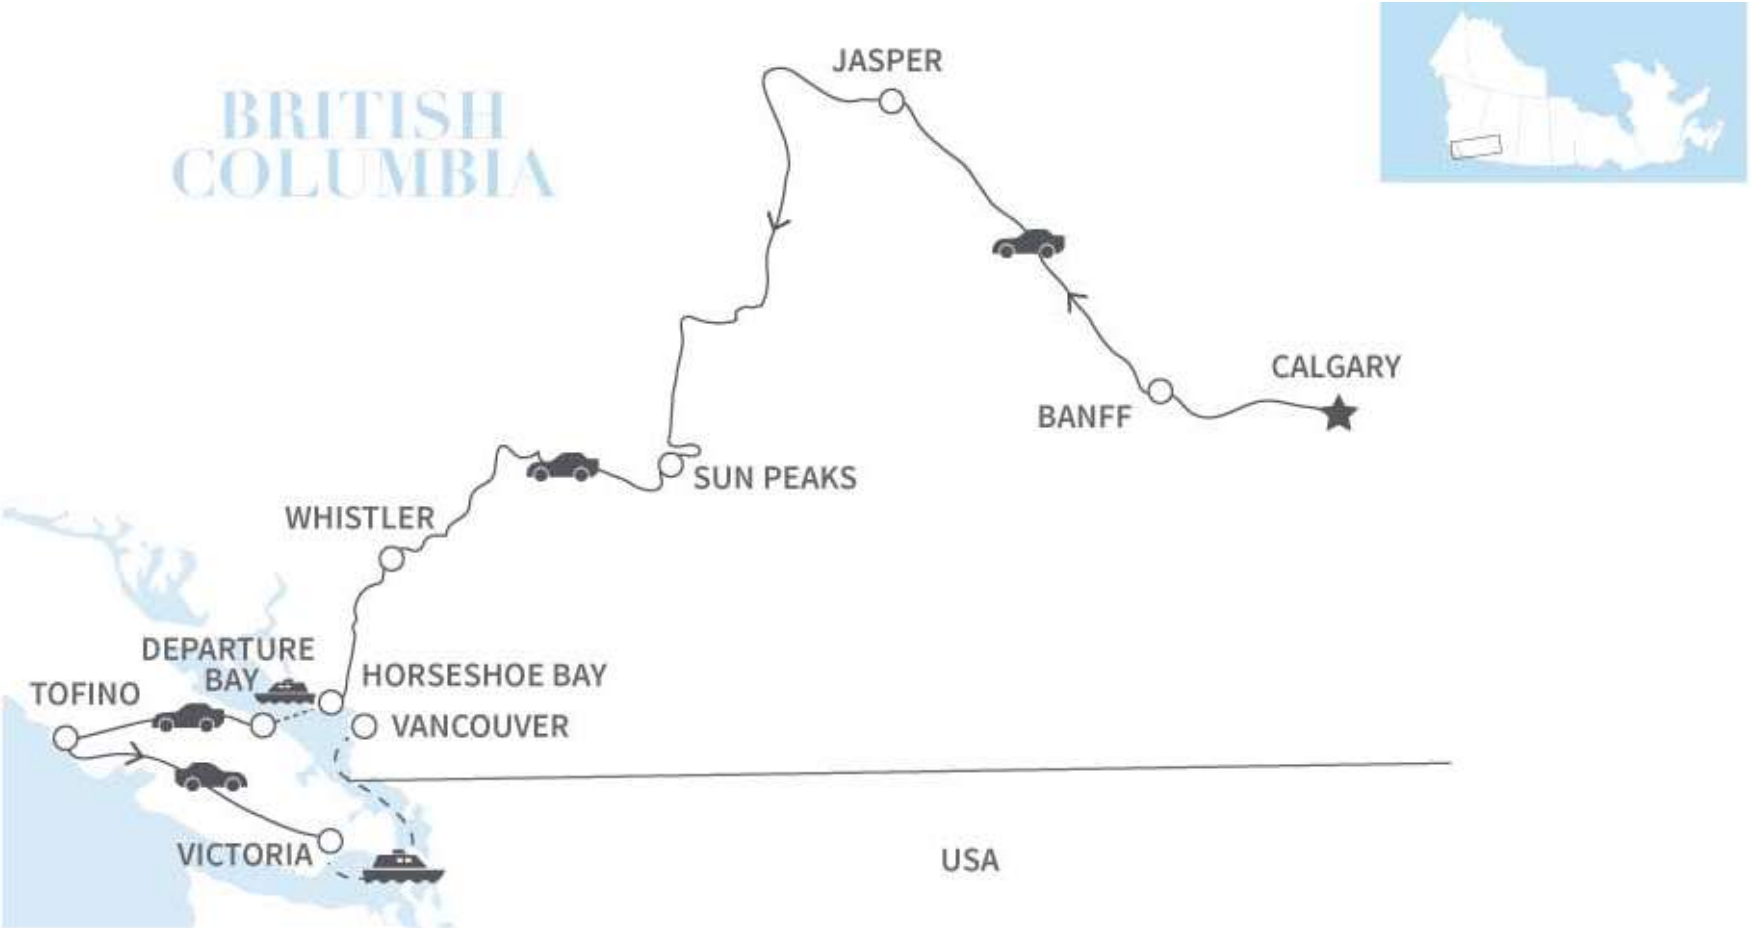 JASPER
BRITISH
COLUMBIA
CALGARY
BANFF
SUN PEAKS
WHISTLER
DEPARTURE
BAY
HORSESHOE BAY
TOFINO
VANCOUVER
VICTORIA
USA